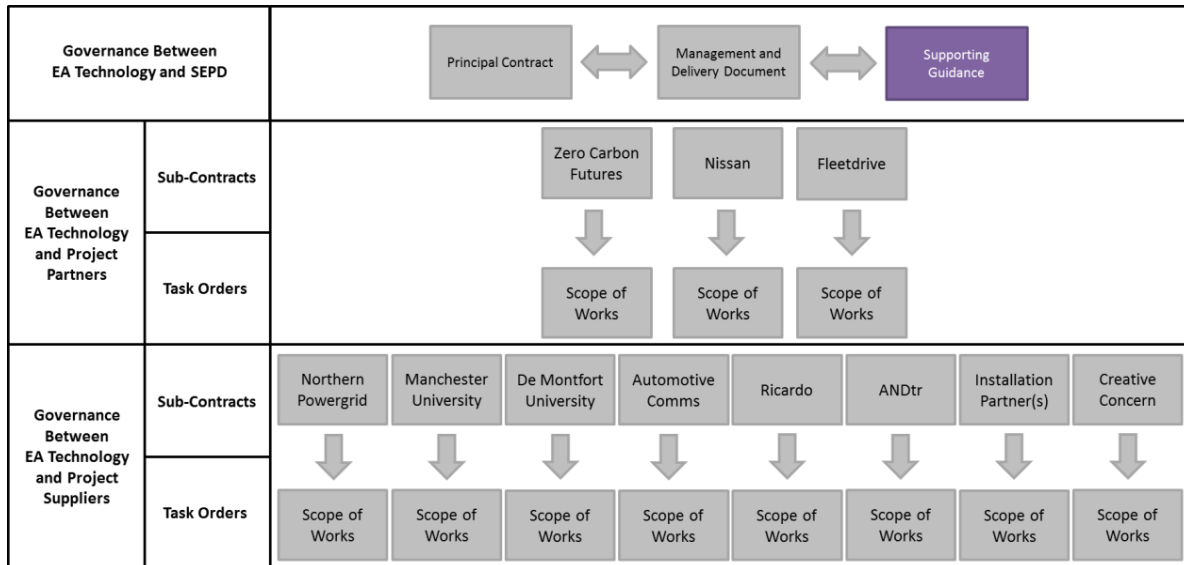 Governance Between
EA Technology and SEPD
Principal Contract
Management and
Delivery Document
Supporting
Guidance
Governance
Between
EA Technology
and Project
Partners
Sub-Contracts
Zero Carbon
Futures
Nissan
Fleetdrive
Task Orders
Scope of
Works
Scope of
Works
Scope of
Works
Governance
Between
EA Technology
and Project
Suppliers
Sub-Contracts
Northern
Powergrid
Manchester
University
De Montfort
University
Automotive
Comms
Ricardo
ANDtr
Installation
Partner(s)
Creative
Concern
Task Orders
Scope of
Works
Scope of
Works
Scope of
Works
Scope of
Works
Scope of
Works
Scope of
Works
Scope of
Works
Scope of
Works